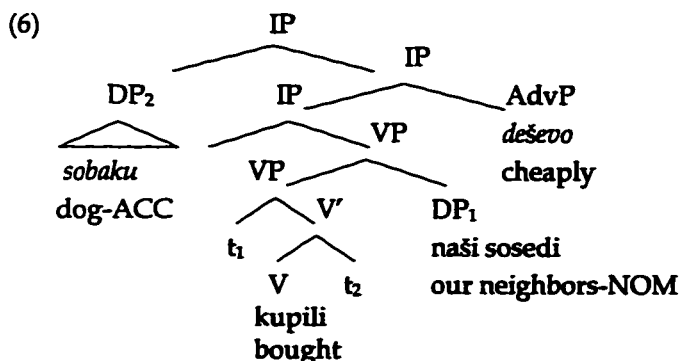 (6) IP
IP
DP₂ IP AdvP
VP dešovo
sobaku VP cheaply
dog-ACC V′ DP₁
t₁ naši sosedi
V t₂ our neighbors-NOM
kupili
bought